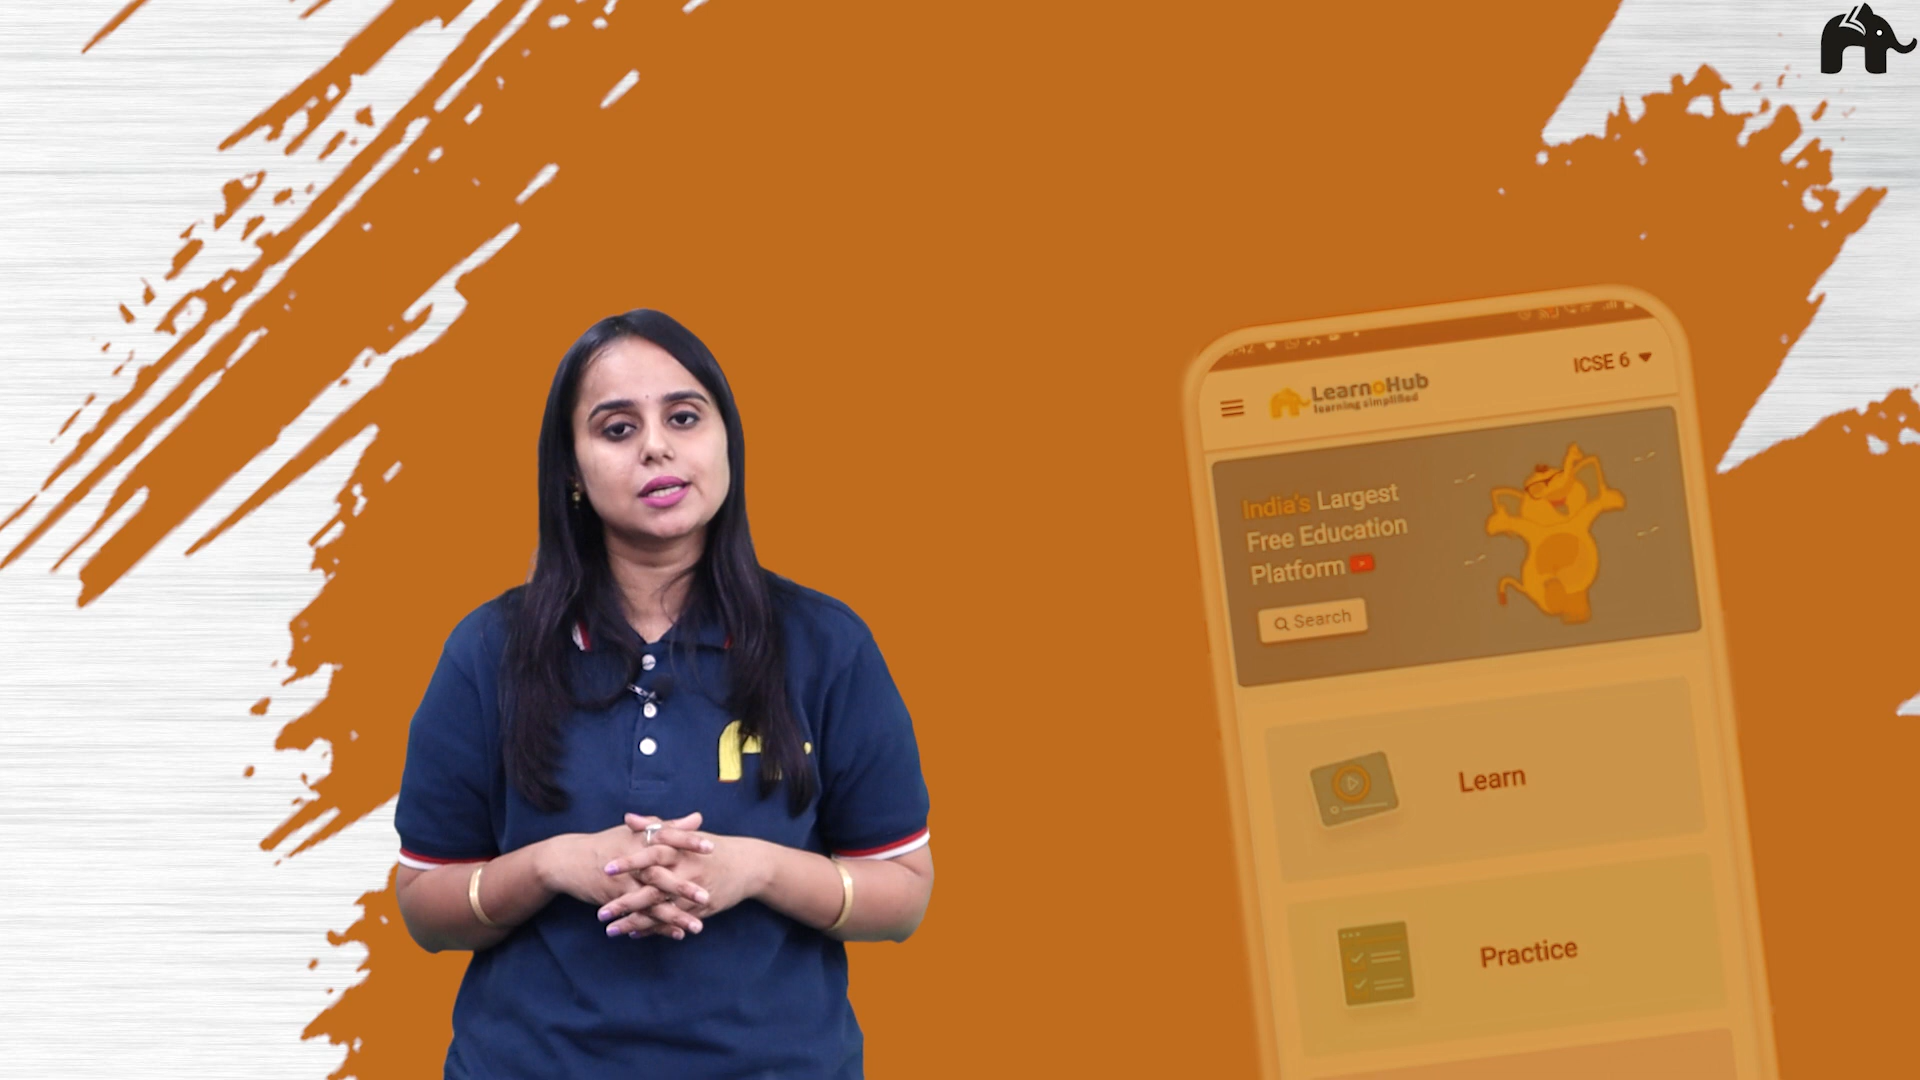 ICSE 6
LearnoHub
learning simplified
India's Largest
Free Education
Platform
Search
Learn
Practice